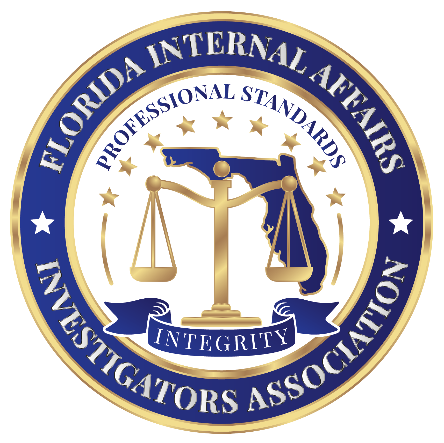 FLORIDA INTERNAL AFFAIRS
PROFESSIONAL STANDARDS
INTEGRITY
INVESTIGATORS ASSOCIATION